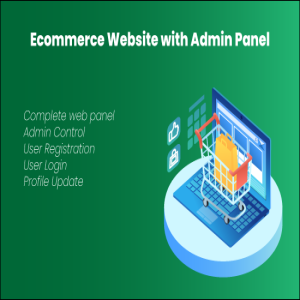 Ecommerce Website with Admin Panel
Complete web panel
Admin Control
User Registration
User Login
Profile Update